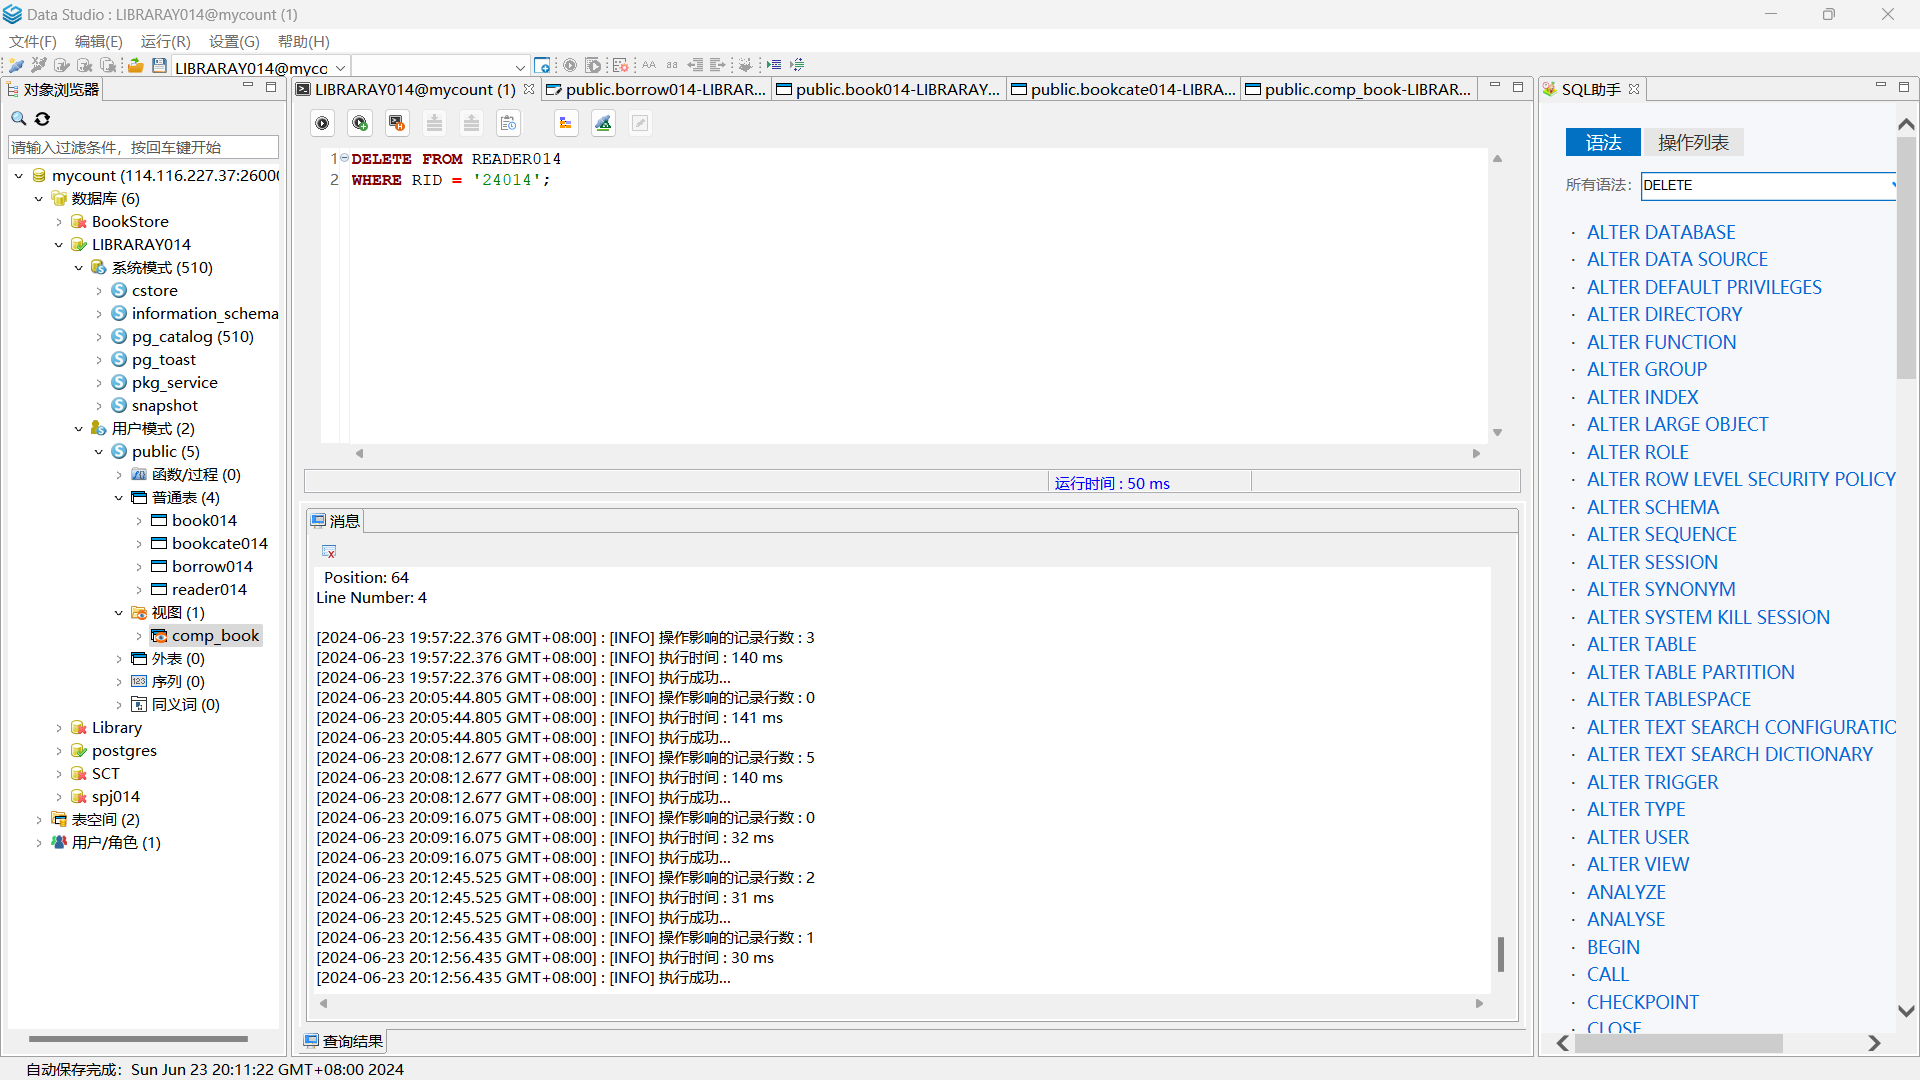 Data Studio : LIBRARAY014@mycount (1)
文件(F) 编辑(E) 运行(R) 设置(G) 帮助(H)
LIBRARAY014@myco
对象浏览器
请输入过滤条件，按回车键开始
mycount (114.116.227.37:2600
数据库 (6)
BookStore
LIBRARAY014
系统模式 (510)
cstore
information_schema
pg_catalog (510)
pg_toast
pkg_service
snapshot
用户模式 (2)
public (5)
函数/过程 (0)
普通表 (4)
book014
bookcate014
borrow014
reader014
视图 (1)
comp_book
外表 (0)
序列 (0)
同义词 (0)
Library
postgres
SCT
spj014
表空间 (2)
用户/角色 (1)
LIBRARAY014@mycount (1) public.borrow014-LIBRAR... public.book014-LIBRARAY... public.bookcate014-LIBRA... public.comp_book-LIBRAR...
1 DELETE FROM READER014
2 WHERE RID = '24014';
运行时间 : 50 ms
消息
Position: 64
Line Number: 4
[2024-06-23 19:57:22.376 GMT+08:00] : [INFO] 操作影响的记录行数 : 3
[2024-06-23 19:57:22.376 GMT+08:00] : [INFO] 执行时间 : 140 ms
[2024-06-23 19:57:22.376 GMT+08:00] : [INFO] 执行成功...
[2024-06-23 20:05:44.805 GMT+08:00] : [INFO] 操作影响的记录行数 : 0
[2024-06-23 20:05:44.805 GMT+08:00] : [INFO] 执行时间 : 141 ms
[2024-06-23 20:05:44.805 GMT+08:00] : [INFO] 执行成功...
[2024-06-23 20:08:12.677 GMT+08:00] : [INFO] 操作影响的记录行数 : 5
[2024-06-23 20:08:12.677 GMT+08:00] : [INFO] 执行时间 : 140 ms
[2024-06-23 20:08:12.677 GMT+08:00] : [INFO] 执行成功...
[2024-06-23 20:09:16.075 GMT+08:00] : [INFO] 操作影响的记录行数 : 0
[2024-06-23 20:09:16.075 GMT+08:00] : [INFO] 执行时间 : 32 ms
[2024-06-23 20:09:16.075 GMT+08:00] : [INFO] 执行成功...
[2024-06-23 20:12:45.525 GMT+08:00] : [INFO] 操作影响的记录行数 : 2
[2024-06-23 20:12:45.525 GMT+08:00] : [INFO] 执行时间 : 31 ms
[2024-06-23 20:12:45.525 GMT+08:00] : [INFO] 执行成功...
[2024-06-23 20:12:56.435 GMT+08:00] : [INFO] 操作影响的记录行数 : 1
[2024-06-23 20:12:56.435 GMT+08:00] : [INFO] 执行时间 : 30 ms
[2024-06-23 20:12:56.435 GMT+08:00] : [INFO] 执行成功...
查询结果
SQL助手
语法 操作列表
所有语法: DELETE
· ALTER DATABASE
· ALTER DATA SOURCE
· ALTER DEFAULT PRIVILEGES
· ALTER DIRECTORY
· ALTER FUNCTION
· ALTER GROUP
· ALTER INDEX
· ALTER LARGE OBJECT
· ALTER ROLE
· ALTER ROW LEVEL SECURITY POLICY
· ALTER SCHEMA
· ALTER SEQUENCE
· ALTER SESSION
· ALTER SYNONYM
· ALTER SYSTEM KILL SESSION
· ALTER TABLE
· ALTER TABLE PARTITION
· ALTER TABLESPACE
· ALTER TEXT SEARCH CONFIGURATIO
· ALTER TEXT SEARCH DICTIONARY
· ALTER TRIGGER
· ALTER TYPE
· ALTER USER
· ALTER VIEW
· ANALYZE
· ANALYSE
· BEGIN
· CALL
· CHECKPOINT
· CLOSE
自动保存完成：Sun Jun 23 20:11:22 GMT+08:00 2024